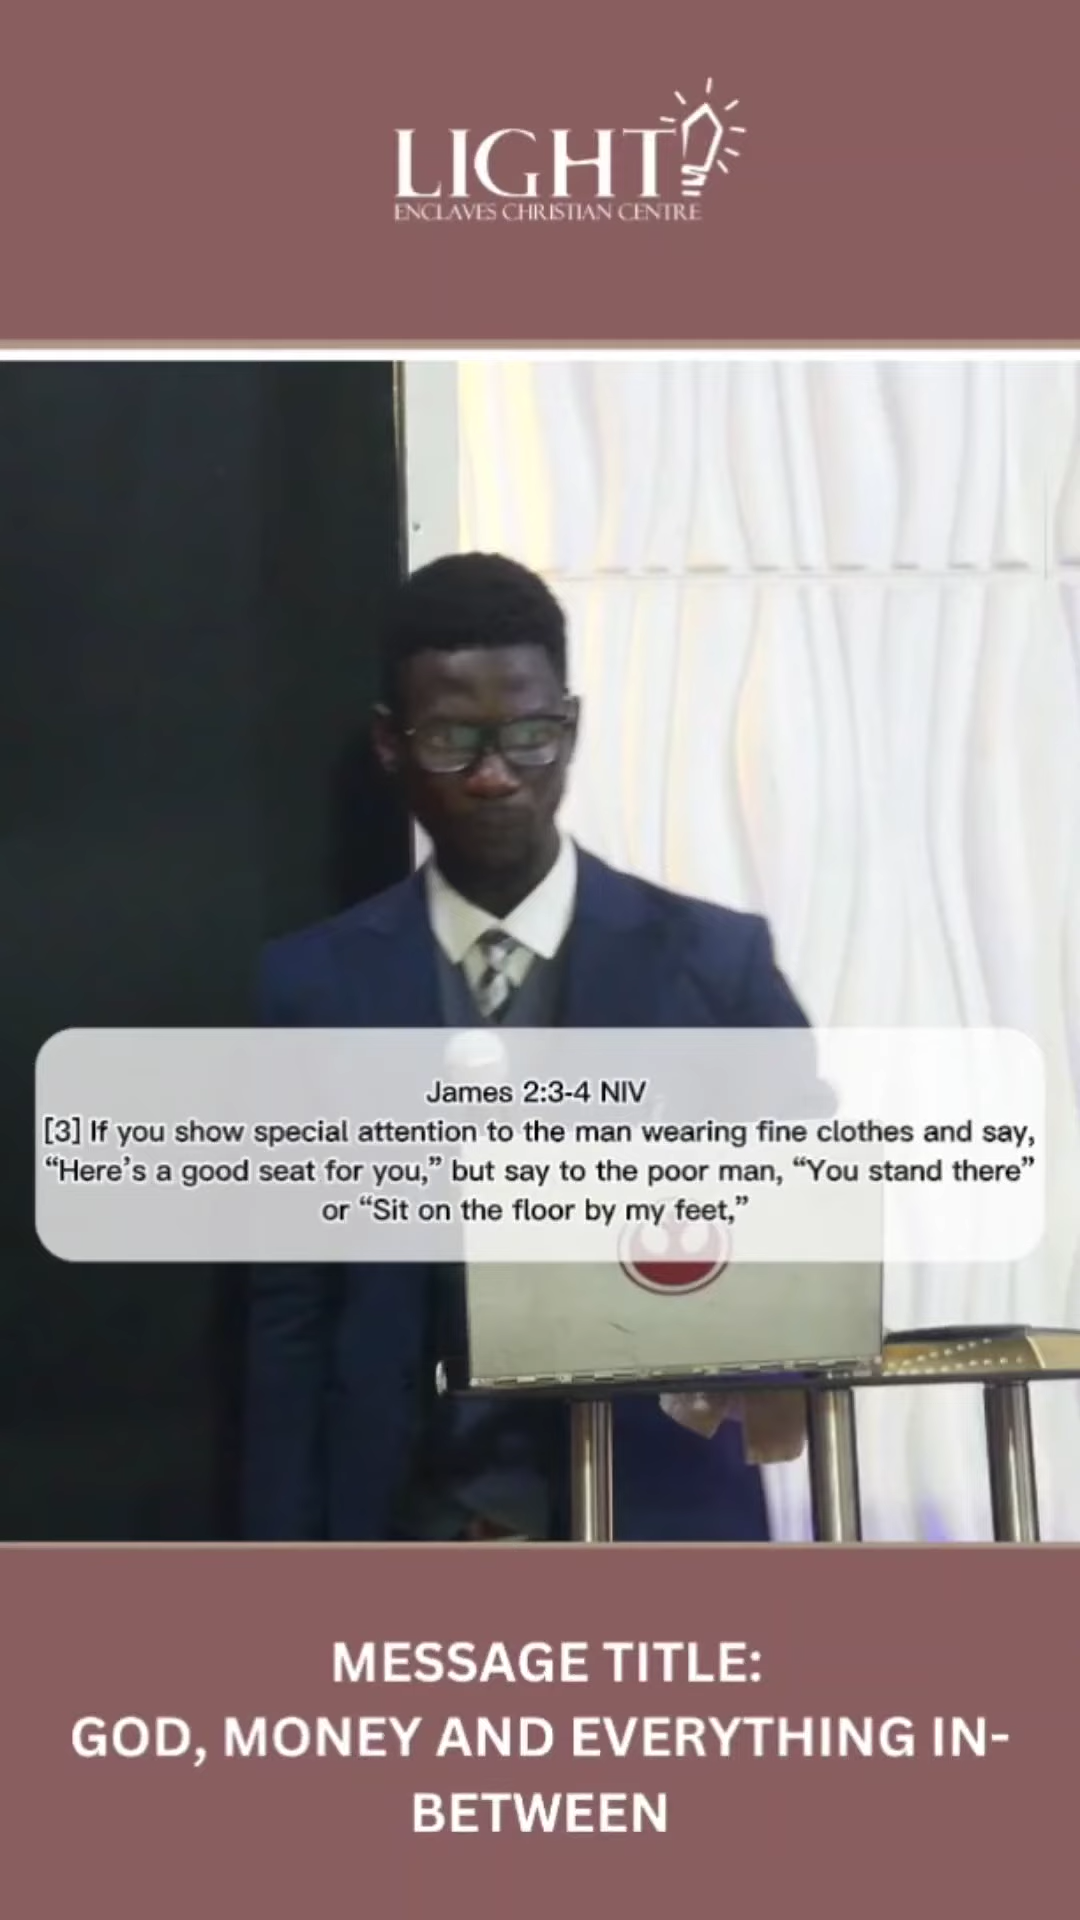 LIGHT
ENCLAVES CHRISTIAN CENTRE
James 2:3-4 NIV
[3] If you show special attention to the man wearing fine clothes and say,
“Here’s a good seat for you,” but say to the poor man, “You stand there”
or “Sit on the floor by my feet,”
MESSAGE TITLE:
GOD, MONEY AND EVERYTHING IN-
BETWEEN